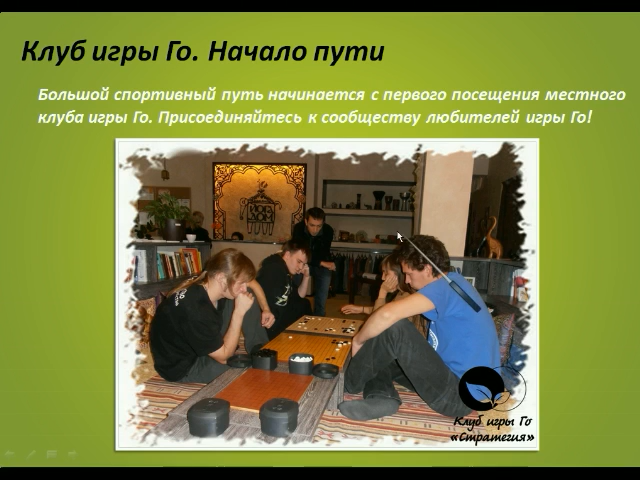 Клуб игры Го. Начало пути
Большой спортивный путь начинается с первого посещения местного
клуба игры Го. Присоединяйтесь к сообществу любителей игры Го!
Клуб игры Го
«Стратегия»